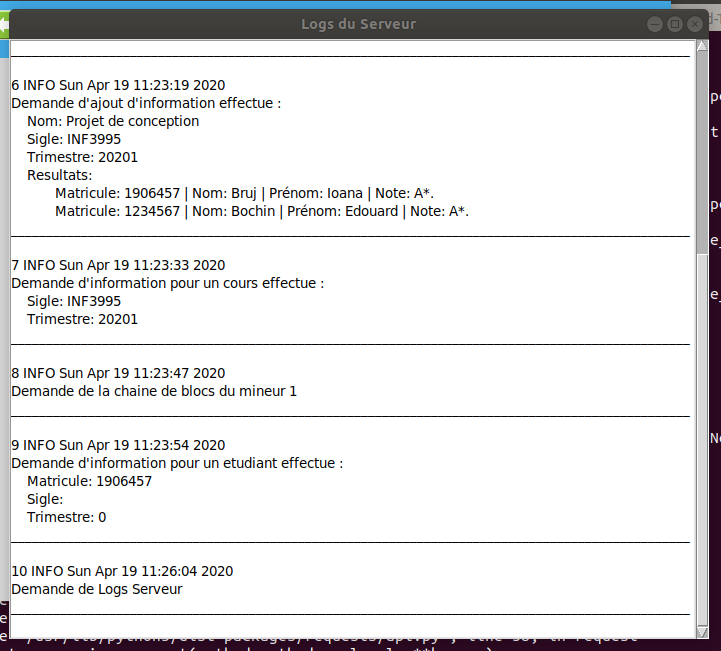 Logs du Serveur
6 INFO Sun Apr 19 11:23:19 2020
Demande d'ajout d'information effectue :
Nom: Projet de conception
Sigle: INF3995
Trimestre: 20201
Resultats:
Matricule: 1906457 | Nom: Bruj | Prénom: Ioana | Note: A*.
Matricule: 1234567 | Nom: Bochin | Prénom: Edouard | Note: A*.
7 INFO Sun Apr 19 11:23:33 2020
Demande d'information pour un cours effectue :
Sigle: INF3995
Trimestre: 20201
8 INFO Sun Apr 19 11:23:47 2020
Demande de la chaine de blocs du mineur 1
9 INFO Sun Apr 19 11:23:54 2020
Demande d'information pour un etudiant effectue :
Matricule: 1906457
Sigle:
Trimestre: 0
10 INFO Sun Apr 19 11:26:04 2020
Demande de Logs Serveur